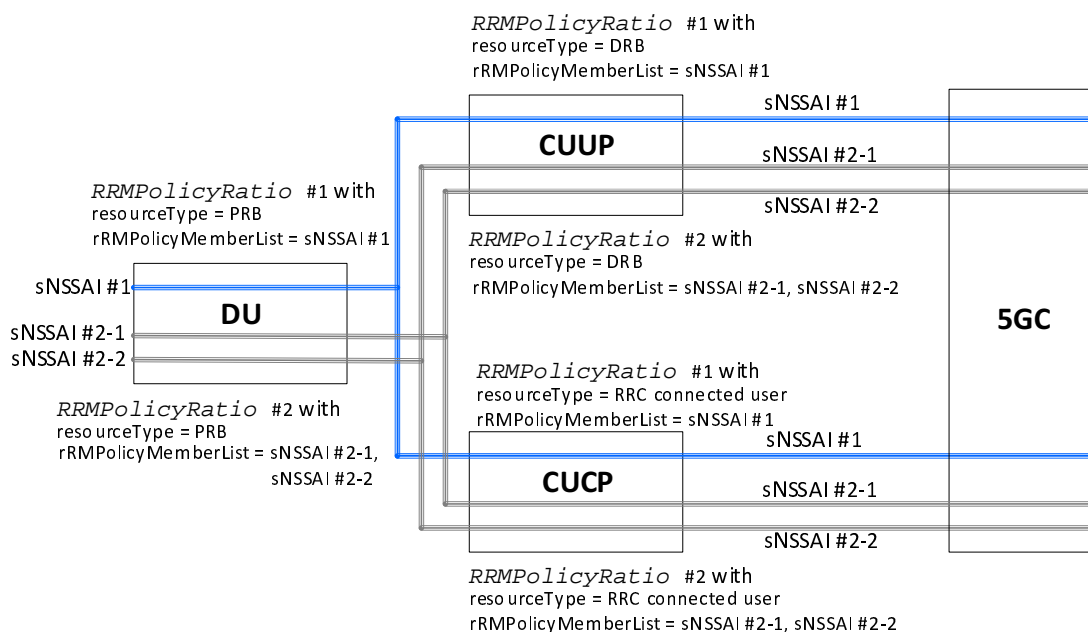 RRMPolicyRatio #1 with
resourceType = DRB
rRMPolicyMemberList = sNSSAI #1
sNSSAI #1
CUUP
sNSSAI #2-1
sNSSAI #2-2
RRMPolicyRatio #1 with
resourceType = PRB
rRMPolicyMemberList = sNSSAI #1
RRMPolicyRatio #2 with
resourceType = DRB
rRMPolicyMemberList = sNSSAI #2-1, sNSSAI #2-2
sNSSAI #1
DU
sNSSAI #2-1
sNSSAI #2-2
5GC
RRMPolicyRatio #1 with
resourceType = RRC connected user
rRMPolicyMemberList = sNSSAI #1
RRMPolicyRatio #2 with
resourceType = PRB
rRMPolicyMemberList = sNSSAI #2-1,
sNSSAI #2-2
sNSSAI #1
CUCP
sNSSAI #2-1
sNSSAI #2-2
RRMPolicyRatio #2 with
resourceType = RRC connected user
rRMPolicyMemberList = sNSSAI #2-1, sNSSAI #2-2